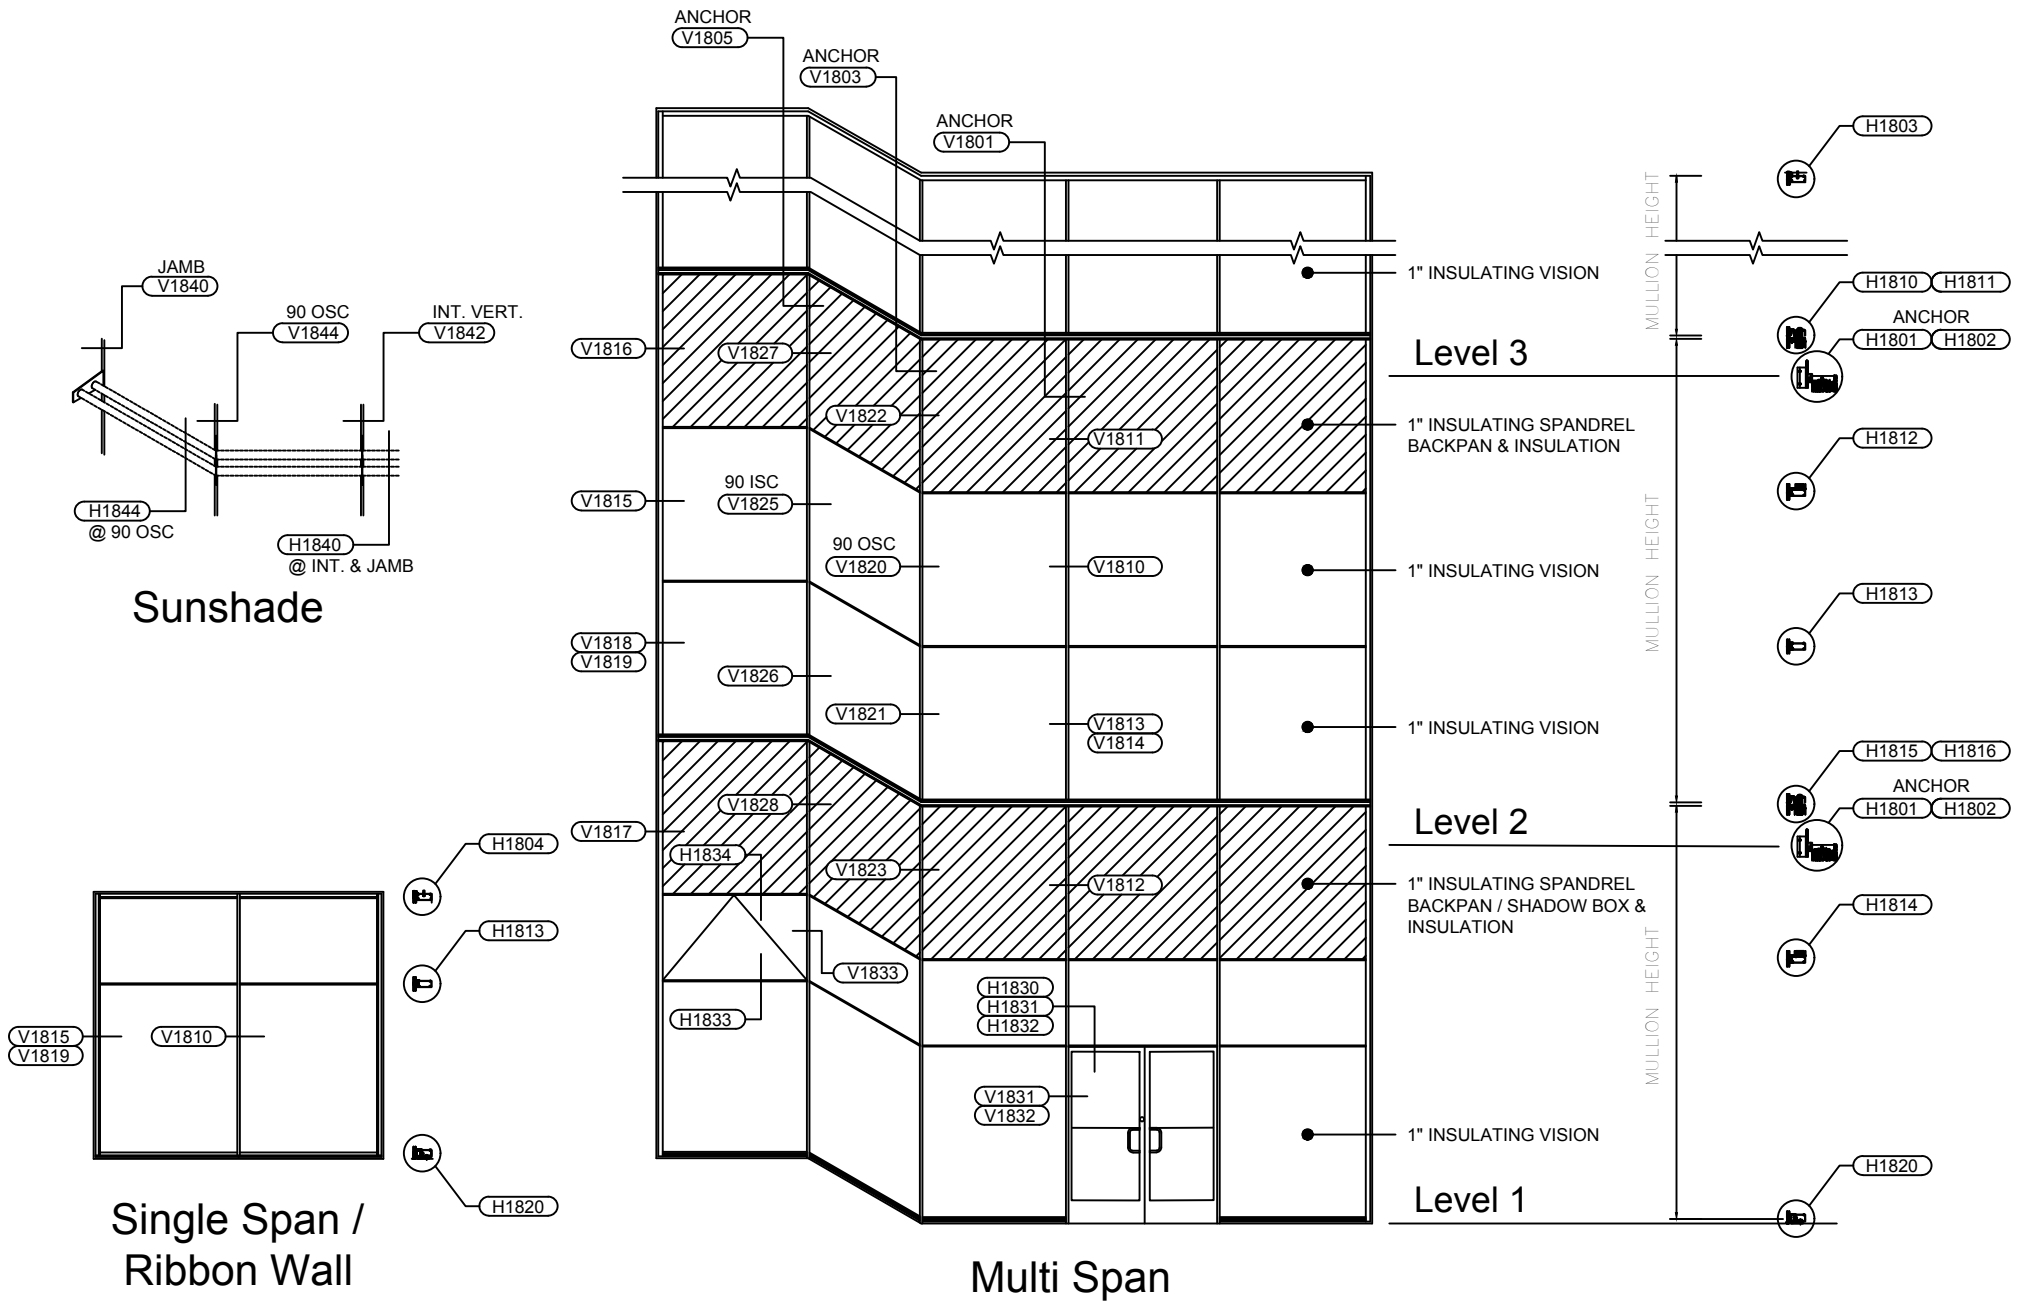 ANCHOR
V1805
ANCHOR
V1803
ANCHOR
V1801
H1803
MULLION HEIGHT
1" INSULATING VISION
H1810 H1811
ANCHOR
H1801 H1802
Level 3
JAMB
V1840
90 OSC
V1844
INT. VERT.
V1842
H1844
@ 90 OSC
H1840
@ INT. & JAMB
Sunshade
V1816
V1827
V1822
V1811
1" INSULATING SPANDREL
BACKPAN & INSULATION
H1812
V1815
90 ISC
V1825
90 OSC
V1820
V1810
1" INSULATING VISION
MULLION HEIGHT
H1813
V1818
V1819
V1826
V1821
V1813
V1814
1" INSULATING VISION
H1815 H1816
ANCHOR
H1801 H1802
Level 2
V1817
V1828
H1834
V1823
V1812
1" INSULATING SPANDREL
BACKPAN / SHADOW BOX &
INSULATION
H1814
V1833
H1833
H1830
H1831
H1832
MULLION HEIGHT
V1831
V1832
1" INSULATING VISION
H1820
Level 1
Multi Span
H1804
H1813
V1815
V1819
V1810
H1820
Single Span /
Ribbon Wall